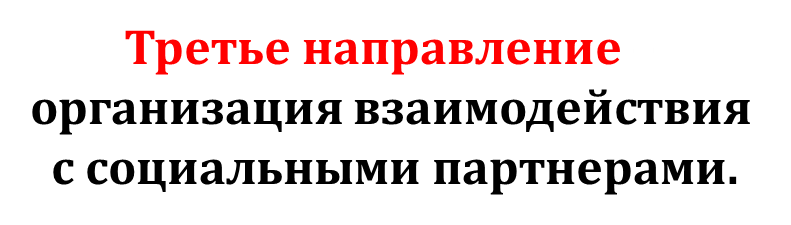 Третье направление
организация взаимодействия
с социальными партнерами.